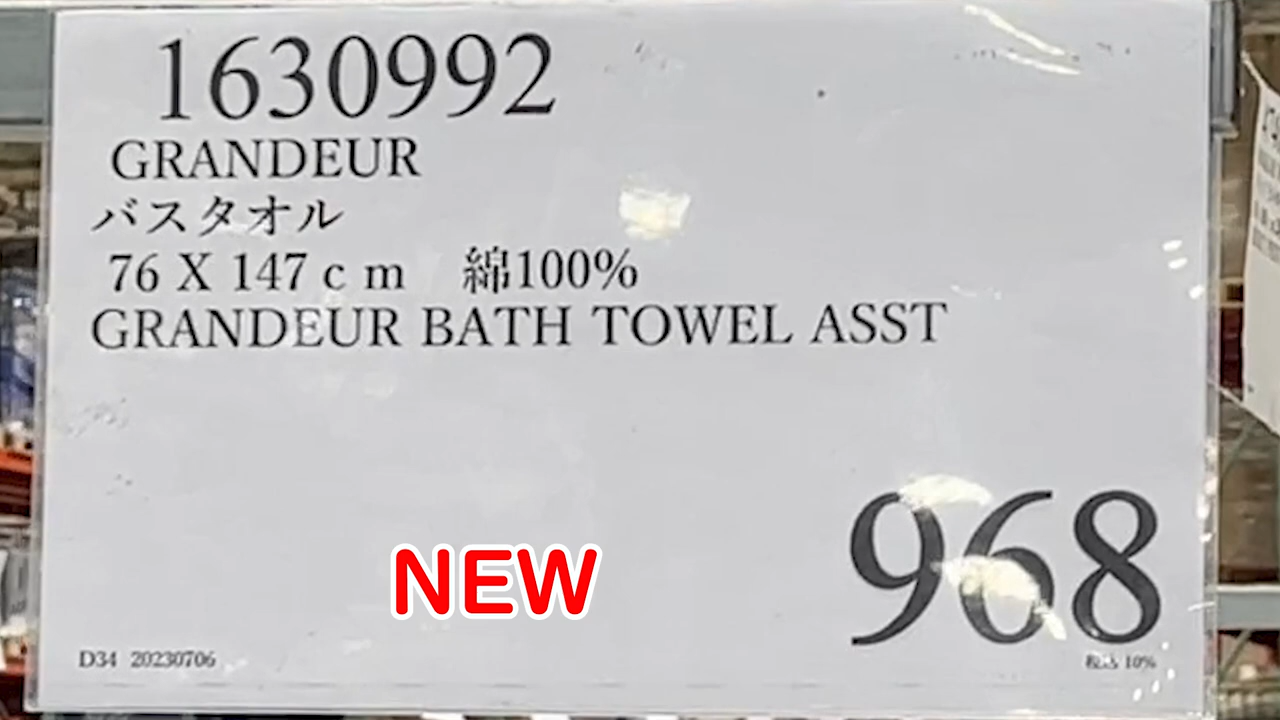 1630992
GRANDEUR
バスタオル
76 X 147ｃｍ　綿100%
GRANDEUR BATH TOWEL ASST
NEW
968
D34 20230706
税込 10%